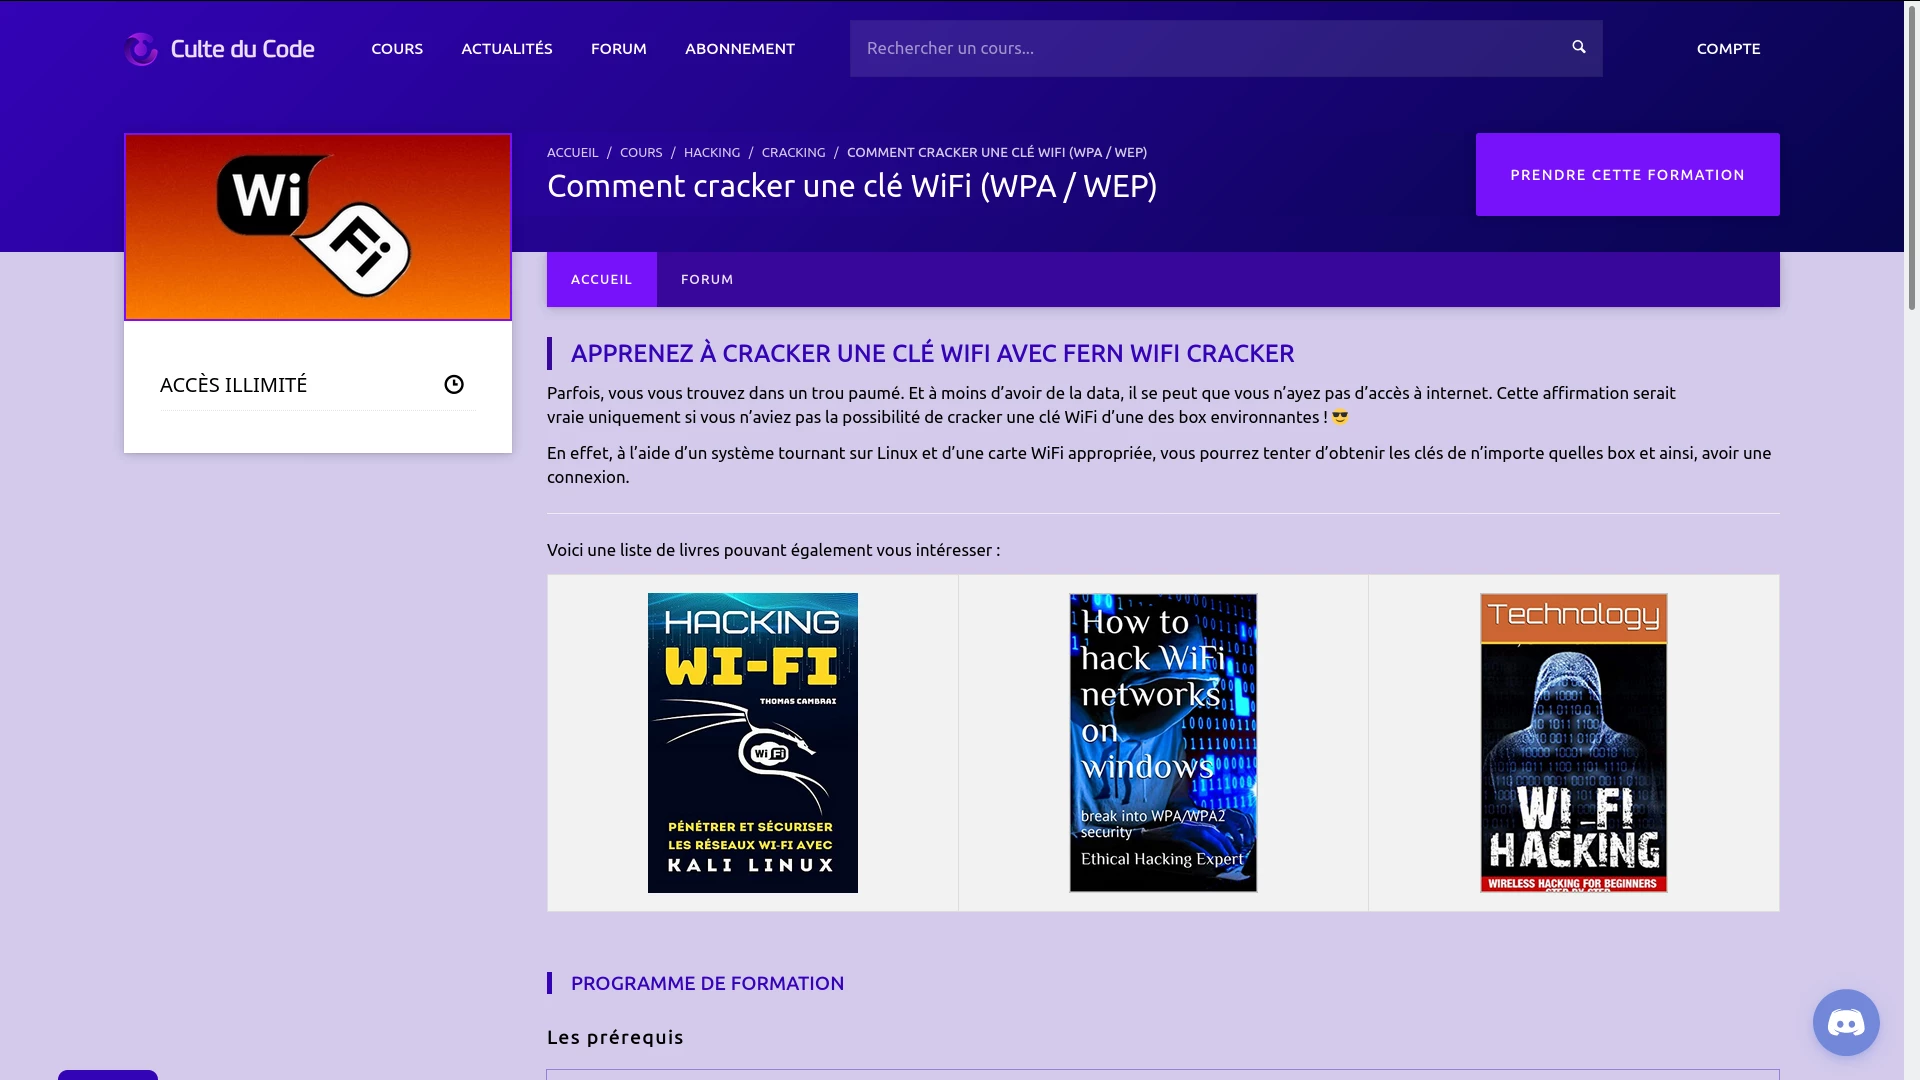 Culte du Code
COURS
ACTUALITÉS
FORUM
ABONNEMENT
Rechercher un cours...
COMPTE
Wi
Fi
ACCUEIL / COURS / HACKING / CRACKING / COMMENT CRACKER UNE CLÉ WIFI (WPA / WEP)
Comment cracker une clé WiFi (WPA / WEP)
PRENDRE CETTE FORMATION
ACCÈS ILLIMITÉ
ACCUEIL
FORUM
APPRENEZ À CRACKER UNE CLÉ WIFI AVEC FERN WIFI CRACKER
Parfois, vous vous trouvez dans un trou paumé. Et à moins d’avoir de la data, il se peut que vous n’ayez pas d’accès à internet. Cette affirmation serait
vraie uniquement si vous n’aviez pas la possibilité de cracker une clé WiFi d’une des box environnantes ! 😎
En effet, à l’aide d’un système tournant sur Linux et d’une carte WiFi appropriée, vous pourrez tenter d’obtenir les clés de n’importe quelles box et ainsi, avoir une
connexion.
Voici une liste de livres pouvant également vous intéresser :
HACKING
WI-FI
THOMAS CAMBRAI
Wi Fi
PÉNÉTRER ET SÉCURISER
LES RÉSEAUX WI-FI AVEC
KALI LINUX
How to
hack WiFi
networks
on
windows
break into WPA/WPA2
security
Ethical Hacking Expert
Technology
WI_FI
HACKING
WIRELESS HACKING FOR BEGINNERS
STEP BY STEP
PROGRAMME DE FORMATION
Les prérequis